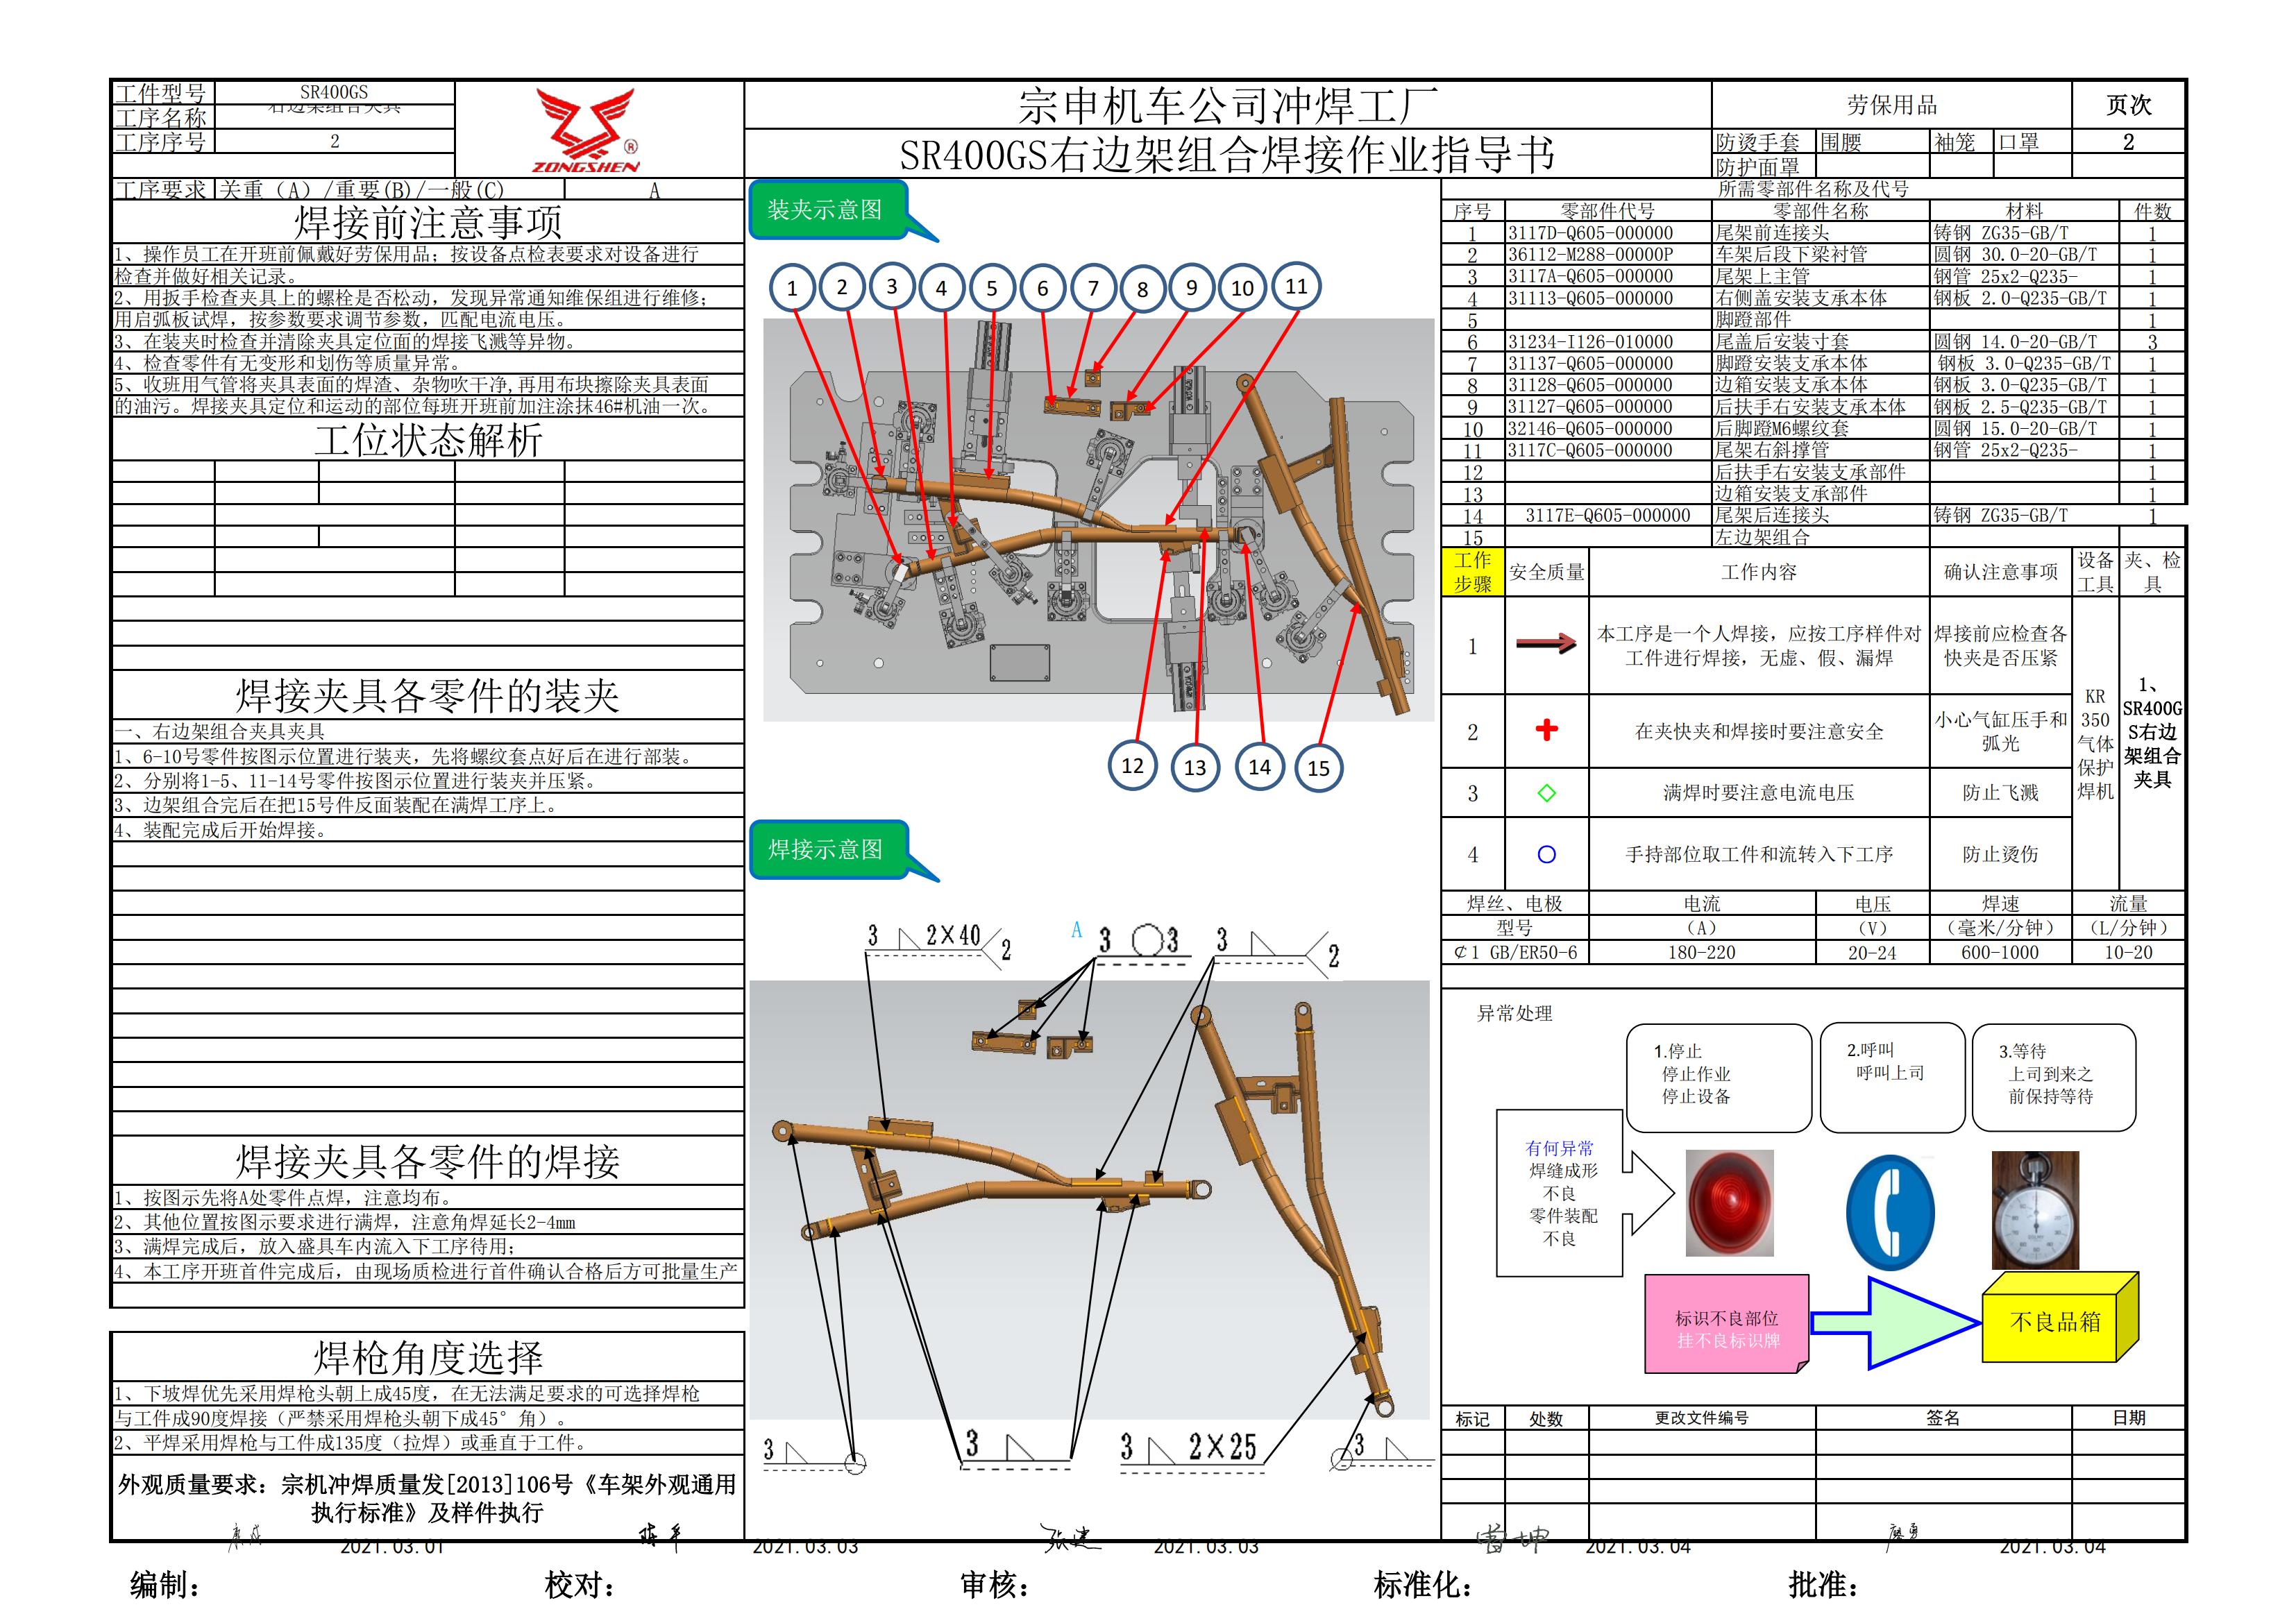 工件型号 SR400GS
工序名称 右边架组合夹具
工序序号 2
ZONGSHEN ®
宗申机车公司冲焊工厂
SR400GS右边架组合焊接作业指导书
劳保用品 页次
防烫手套 围腰 袖笼 口罩 2
防护面罩
工序要求 关重（A）/重要(B)/一般(C) A
焊接前注意事项
1、操作员工在开班前佩戴好劳保用品；按设备点检表要求对设备进行
检查并做好相关记录。
2、用扳手检查夹具上的螺栓是否松动，发现异常通知维保组进行维修；
用启弧板试焊，按参数要求调节参数，匹配电流电压。
3、在装夹时检查并清除夹具定位面的焊接飞溅等异物。
4、检查零件有无变形和划伤等质量异常。
5、收班用气管将夹具表面的焊渣、杂物吹干净,再用布块擦除夹具表面
的油污。焊接夹具定位和运动的部位每班开班前加注涂抹46#机油一次。
工位状态解析
焊接夹具各零件的装夹
一、右边架组合夹具夹具
1、6-10号零件按图示位置进行装夹，先将螺纹套点好后在进行部装。
2、分别将1-5、11-14号零件按图示位置进行装夹并压紧。
3、边架组合完后在把15号件反面装配在满焊工序上。
4、装配完成后开始焊接。
焊接夹具各零件的焊接
1、按图示先将A处零件点焊，注意均布。
2、其他位置按图示要求进行满焊，注意角焊延长2-4mm
3、满焊完成后，放入盛具车内流入下工序待用；
4、本工序开班首件完成后，由现场质检进行首件确认合格后方可批量生产
焊枪角度选择
1、下坡焊优先采用焊枪头朝上成45度，在无法满足要求的可选择焊枪
与工件成90度焊接（严禁采用焊枪头朝下成45°角）。
2、平焊采用焊枪与工件成135度（拉焊）或垂直于工件。
外观质量要求：宗机冲焊质量发[2013]106号《车架外观通用
执行标准》及样件执行
装夹示意图
1 2 3 4 5 6 7 8 9 10 11
12 13 14 15
焊接示意图
3 2×40 2 A 3 3 3 2
3 3 3 2×25 3
所需零部件名称及代号
序号 零部件代号 零部件名称 材料 件数
1 3117D-Q605-000000 尾架前连接头 铸钢 ZG35-GB/T 1
2 36112-M288-00000P 车架后段下梁衬管 圆钢 30.0-20-GB/T 1
3 3117A-Q605-000000 尾架上主管 钢管 25x2-Q235- 1
4 31113-Q605-000000 右侧盖安装支承本体 钢板 2.0-Q235-GB/T 1
5 脚蹬部件 1
6 31234-I126-010000 尾盖后安装寸套 圆钢 14.0-20-GB/T 3
7 31137-Q605-000000 脚蹬安装支承本体 钢板 3.0-Q235-GB/T 1
8 31128-Q605-000000 边箱安装支承本体 钢板 3.0-Q235-GB/T 1
9 31127-Q605-000000 后扶手右安装支承本体 钢板 2.5-Q235-GB/T 1
10 32146-Q605-000000 后脚蹬M6螺纹套 圆钢 15.0-20-GB/T 1
11 3117C-Q605-000000 尾架右斜撑管 钢管 25x2-Q235- 1
12 后扶手右安装支承部件 1
13 边箱安装支承部件 1
14 3117E-Q605-000000 尾架后连接头 铸钢 ZG35-GB/T 1
15 左边架组合
工作步骤 安全质量 工作内容 确认注意事项 设备工具 夹、检具
1 本工序是一个人焊接，应按工序样件对工件进行焊接，无虚、假、漏焊 焊接前应检查各快夹是否压紧
2 在夹快夹和焊接时要注意安全 小心气缸压手和弧光
3 满焊时要注意电流电压 防止飞溅
4 手持部位取工件和流转入下工序 防止烫伤
KR350气体保护焊机
1、SR400GS右边架组合夹具
焊丝、电极 电流 电压 焊速 流量
型号 （A） （V） （毫米/分钟） （L/分钟）
¢1 GB/ER50-6 180-220 20-24 600-1000 10-20
异常处理
1.停止
停止作业
停止设备
2.呼叫
呼叫上司
3.等待
上司到来之
前保持等待
有何异常
焊缝成形
不良
零件装配
不良
标识不良部位
挂不良标识牌
不良品箱
标记 处数 更改文件编号 签名 日期
2021.03.01 2021.03.03 张建 2021.03.03 雷坤 2021.03.04 2021.03.04
编制： 校对： 审核： 标准化： 批准：